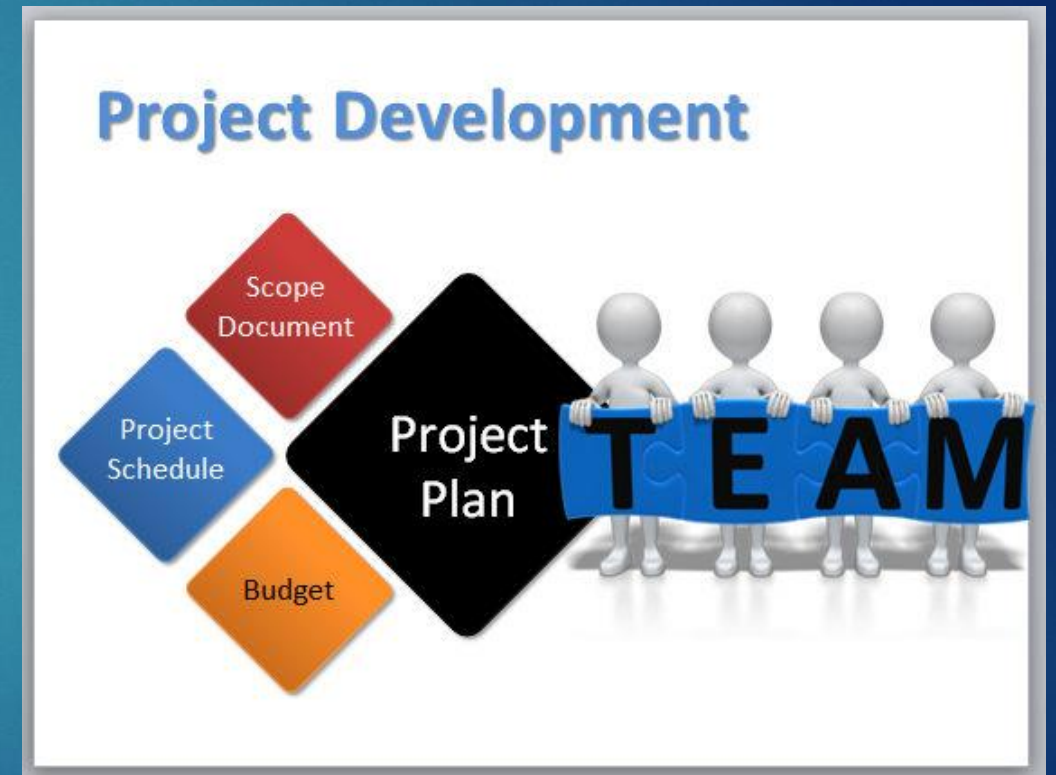 Project Development
Scope
Document
Project
Schedule
Budget
Project
Plan
TEAM